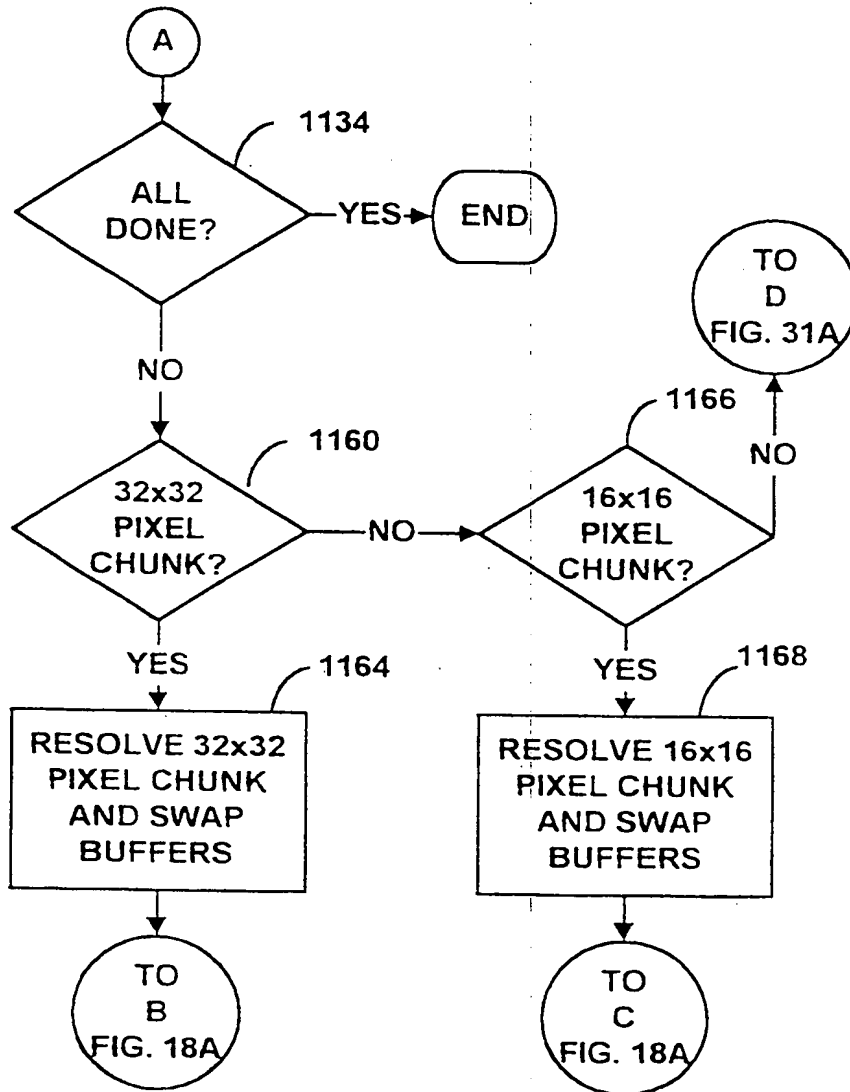 A
1134
ALL
DONE?
YES
END
TO
D
FIG. 31A
NO
1166
NO
1160
32x32
PIXEL
CHUNK?
NO
16x16
PIXEL
CHUNK?
YES
1164
YES
1168
RESOLVE 32x32
PIXEL CHUNK
AND SWAP
BUFFERS
RESOLVE 16x16
PIXEL CHUNK
AND SWAP
BUFFERS
TO
B
FIG. 18A
TO
C
FIG. 18A